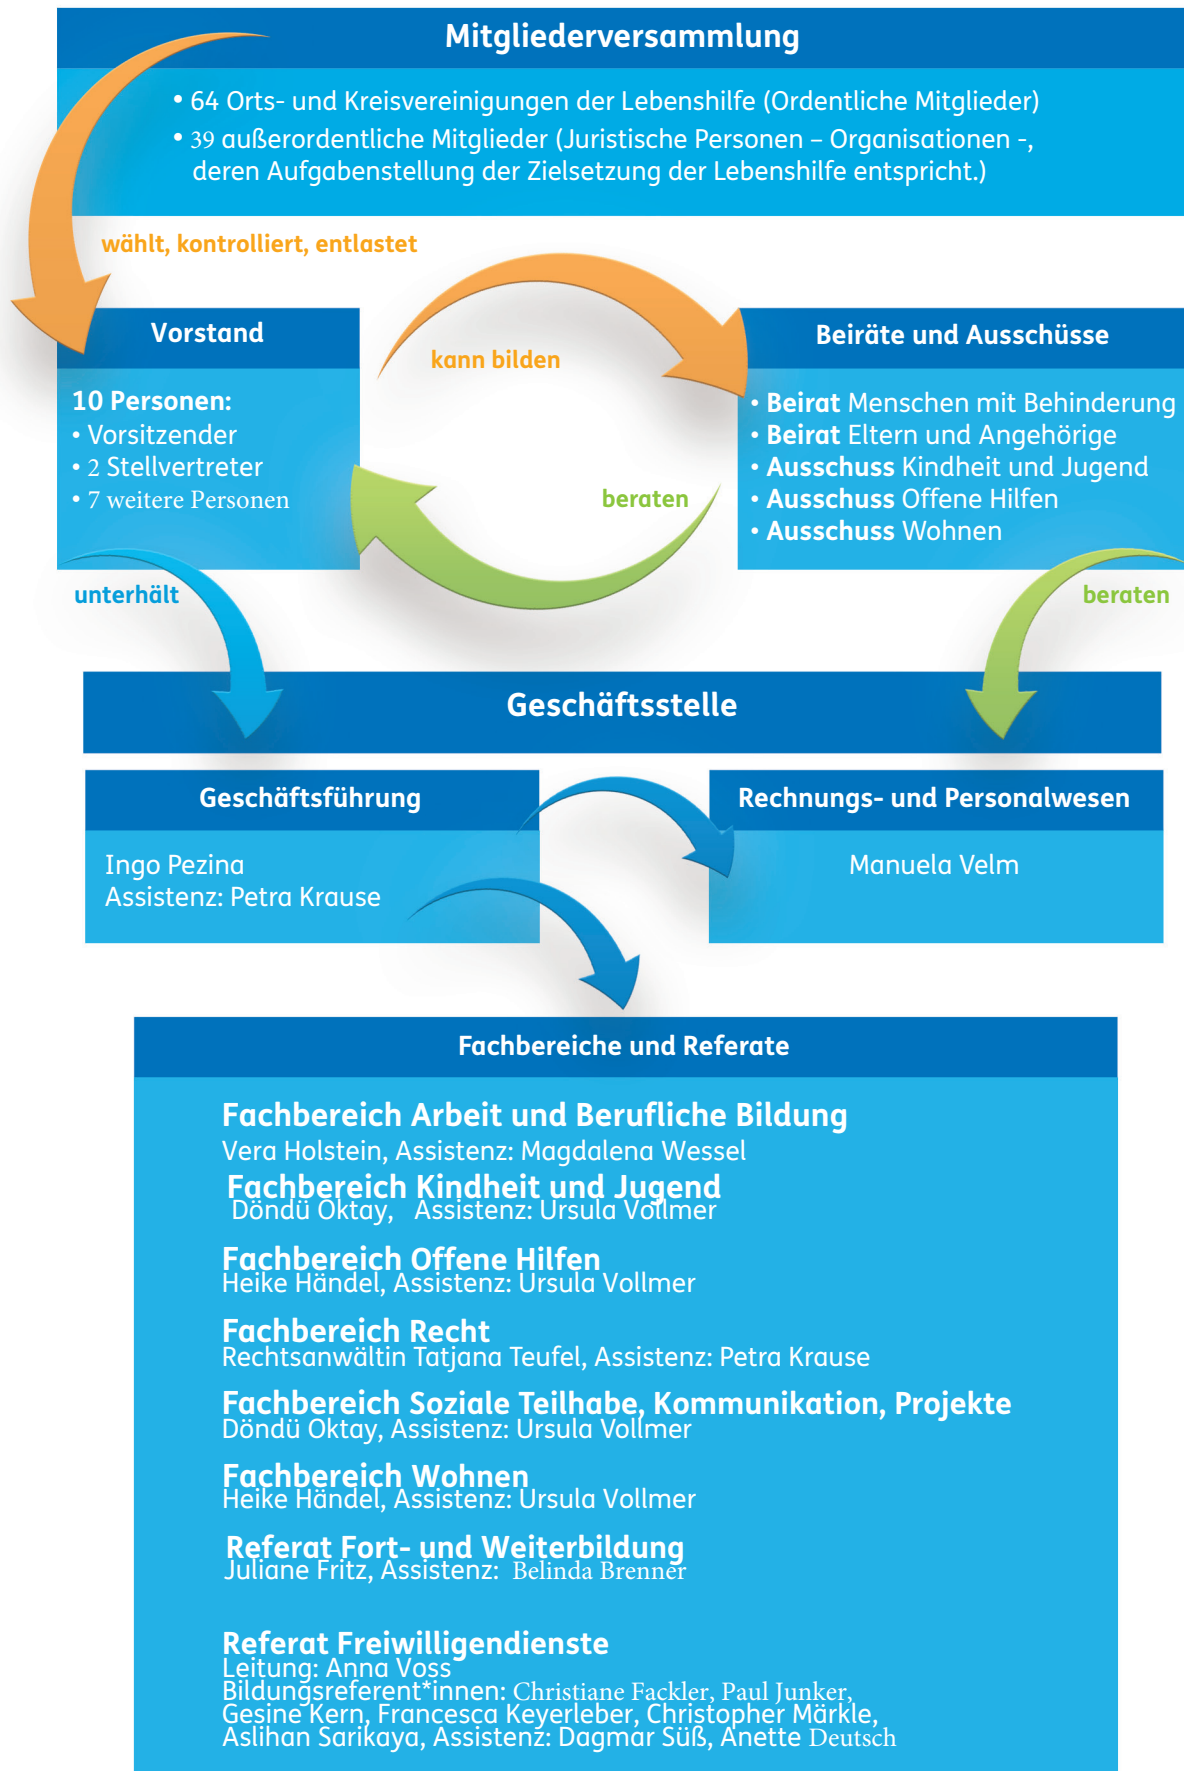 Mitgliederversammlung
• 64 Orts- und Kreisvereinigungen der Lebenshilfe (Ordentliche Mitglieder)
• 39 außerordentliche Mitglieder (Juristische Personen – Organisationen -,
deren Aufgabenstellung der Zielsetzung der Lebenshilfe entspricht.)
wählt, kontrolliert, entlastet
Vorstand
10 Personen:
• Vorsitzender
• 2 Stellvertreter
• 7 weitere Personen
kann bilden
beraten
Beiräte und Ausschüsse
• Beirat Menschen mit Behinderung
• Beirat Eltern und Angehörige
• Ausschuss Kindheit und Jugend
• Ausschuss Offene Hilfen
• Ausschuss Wohnen
unterhält
beraten
Geschäftsstelle
Geschäftsführung
Ingo Pezina
Assistenz: Petra Krause
Rechnungs- und Personalwesen
Manuela Velm
Fachbereiche und Referate
Fachbereich Arbeit und Berufliche Bildung
Vera Holstein, Assistenz: Magdalena Wessel
Fachbereich Kindheit und Jugend
Döndü Oktay, Assistenz: Ursula Vollmer
Fachbereich Offene Hilfen
Heike Händel, Assistenz: Ursula Vollmer
Fachbereich Recht
Rechtsanwältin Tatjana Teufel, Assistenz: Petra Krause
Fachbereich Soziale Teilhabe, Kommunikation, Projekte
Döndü Oktay, Assistenz: Ursula Vollmer
Fachbereich Wohnen
Heike Händel, Assistenz: Ursula Vollmer
Referat Fort- und Weiterbildung
Juliane Fritz, Assistenz: Belinda Brenner
Referat Freiwilligendienste
Leitung: Anna Voss
Bildungsreferent*innen: Christiane Fackler, Paul Junker,
Gesine Kern, Francesca Keyerleber, Christopher Märkle,
Aslihan Sarikaya, Assistenz: Dagmar Süß, Anette Deutsch